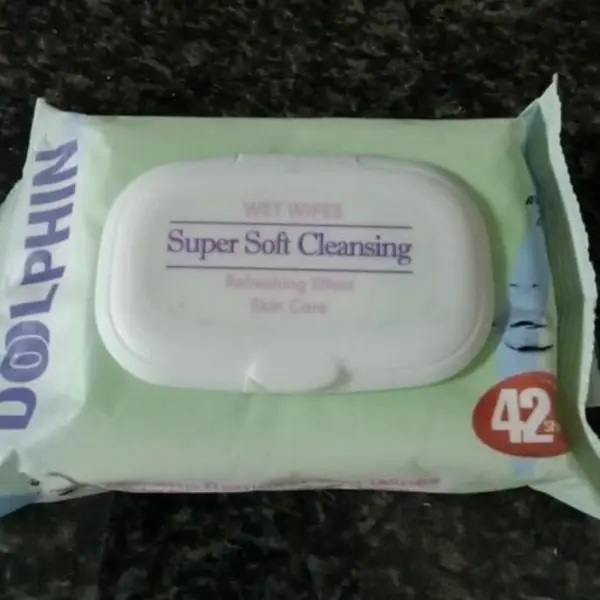 DOLPHIN
WET WIPES
Super Soft Cleansing
Refreshing Effect
Skin Care
42